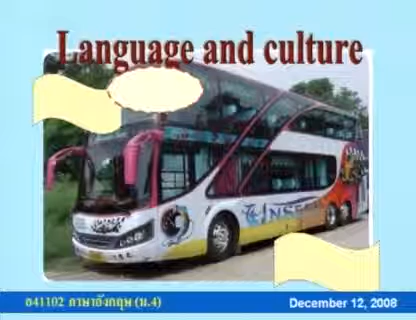 Language and culture
อ41102 ภาษาอังกฤษ (ม.4)
December 12, 2008